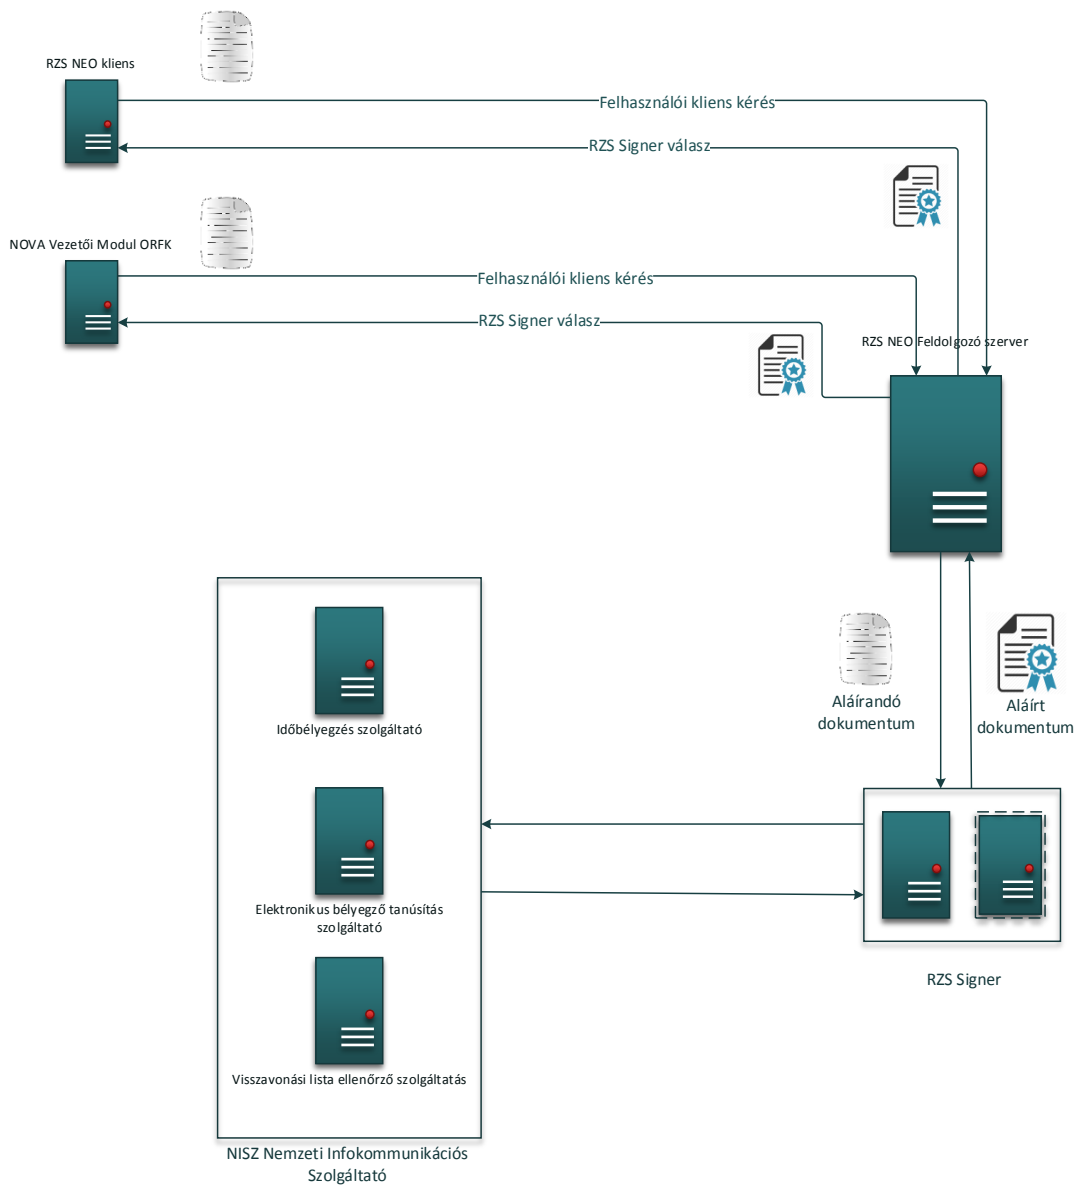 RZS NEO kliens
Felhasználói kliens kérés
RZS Signer válasz
NOVA Vezetői Modul ORFK
Felhasználói kliens kérés
RZS Signer válasz
RZS NEO Feldolgozó szerver
Aláírandó
dokumentum
Aláírt
dokumentum
Időbélyegzés szolgáltató
Elektronikus bélyegző tanúsítás
szolgáltató
Visszavonási lista ellenőrző szolgáltatás
RZS Signer
NISZ Nemzeti Infokommunikációs
Szolgáltató